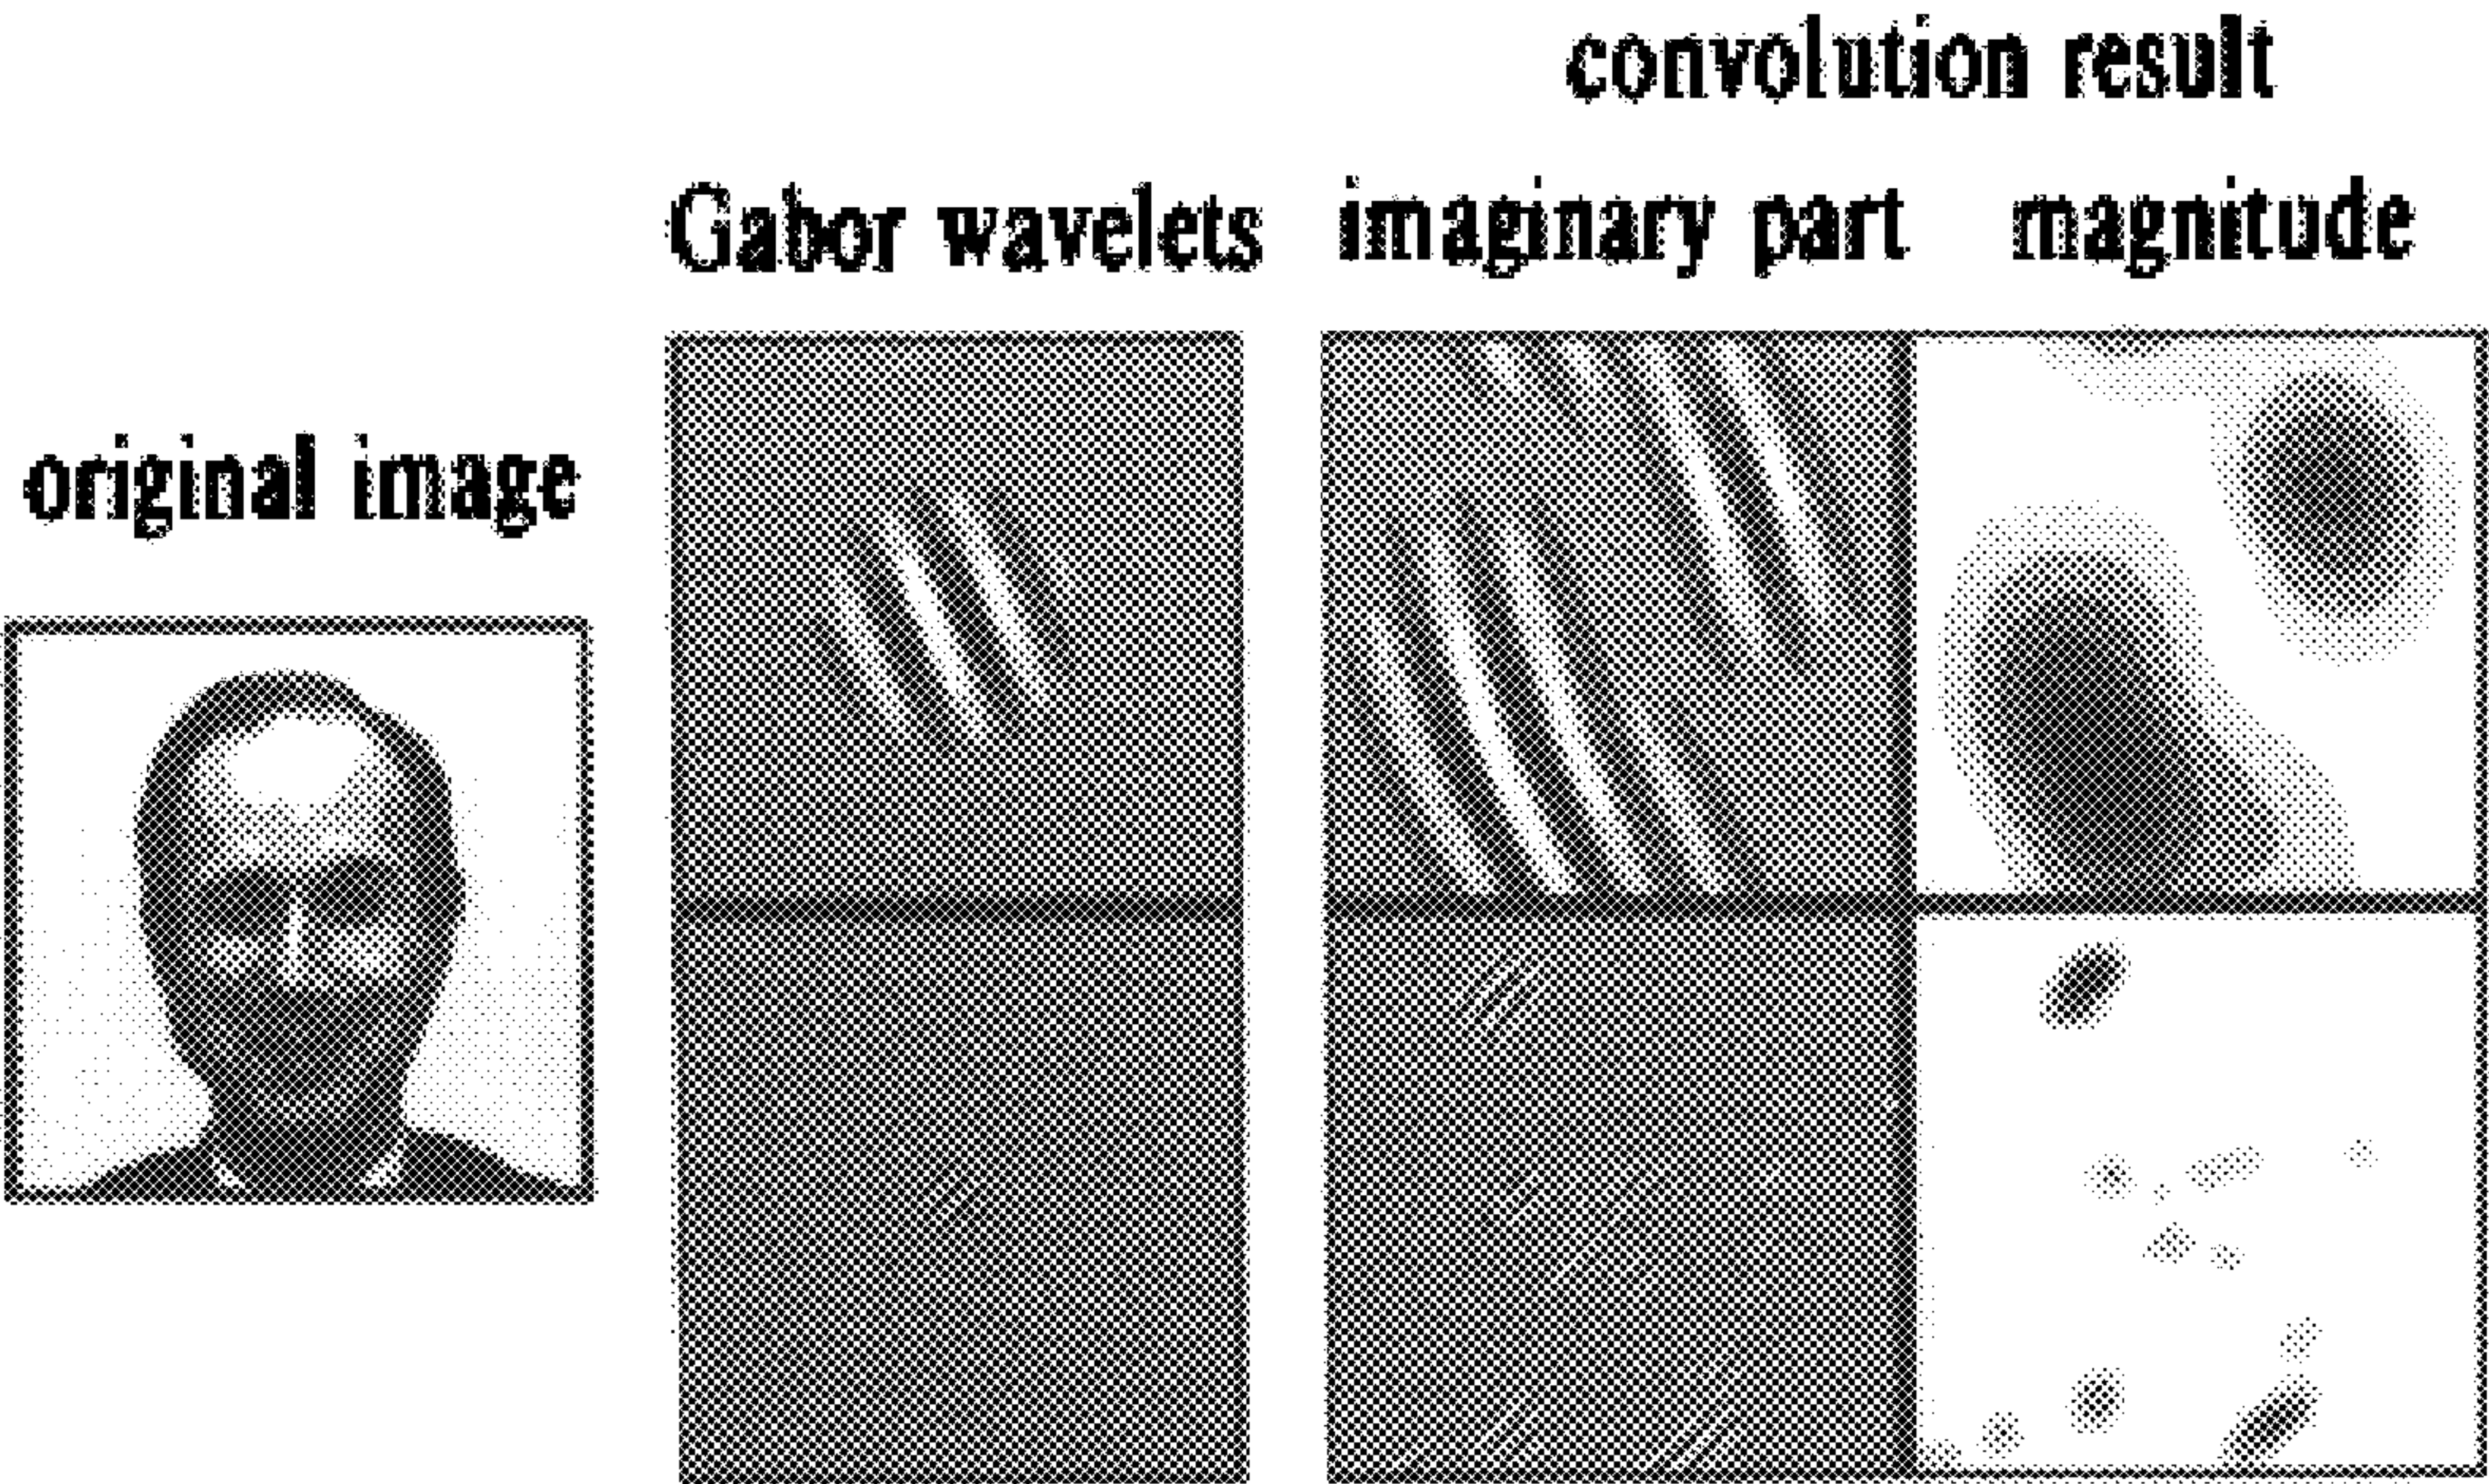 convolution result
Gabor wavelets imaginary part magnitude
original image